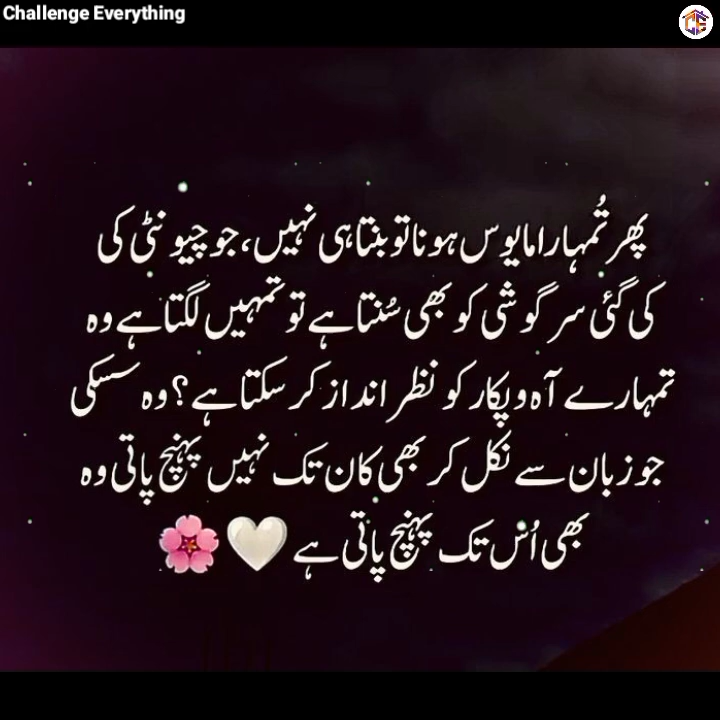 Challenge Everything
پھر تُمہارا مایوس ہونا تو بنتا ہی نہیں، جو چیونٹی کی
کی گئی سرگوشی کو بھی سُنتا ہے تو تمہیں لگتا ہے وہ
تمہارے آہ و پکار کو نظر انداز کر سکتا ہے؟ وہ سسکی
جو زبان سے نکل کر بھی کان تک نہیں پہنچ پاتی وہ
بھی اُس تک پہنچ پاتی ہے 🤍🌸